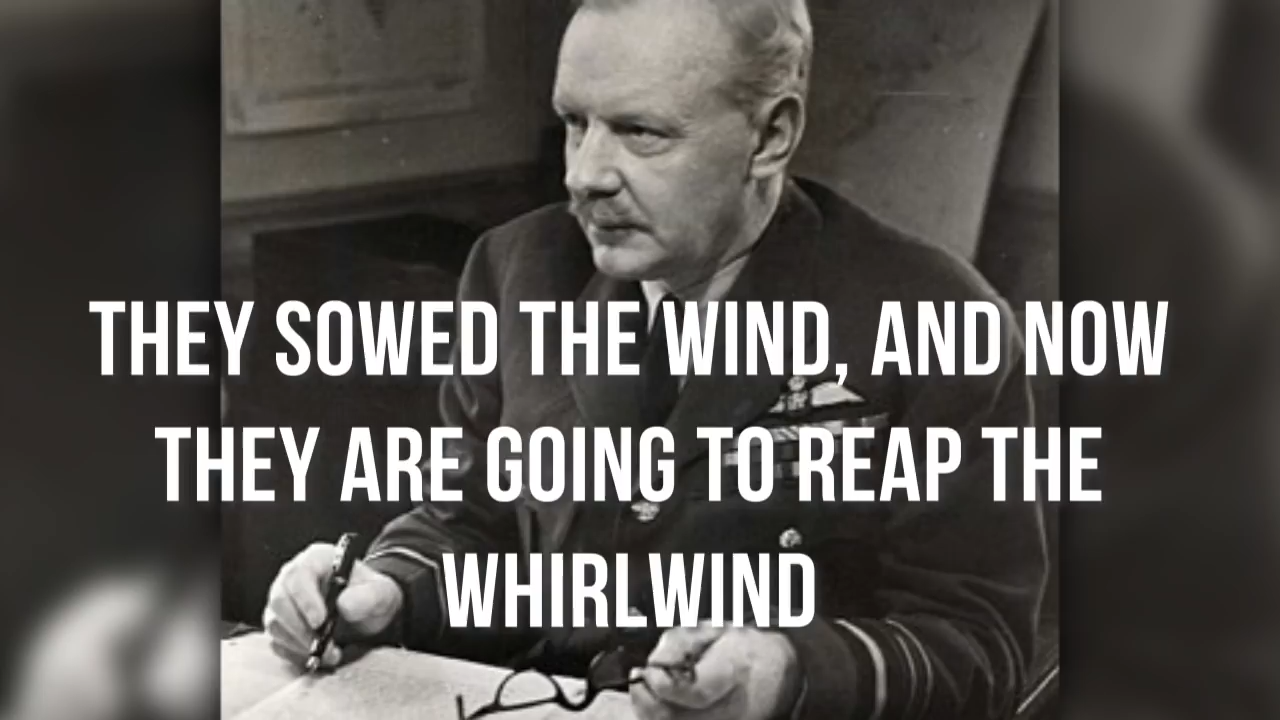 THEY SOWED THE WIND, AND NOW
THEY ARE GOING TO REAP THE
WHIRLWIND